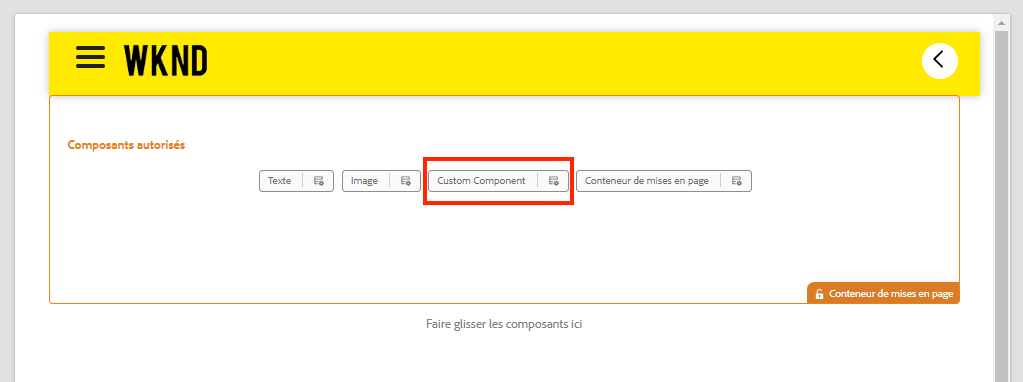 WKND
Composants autorisés
Texte
Image
Custom Component
Conteneur de mises en page
Conteneur de mises en page
Faire glisser les composants ici